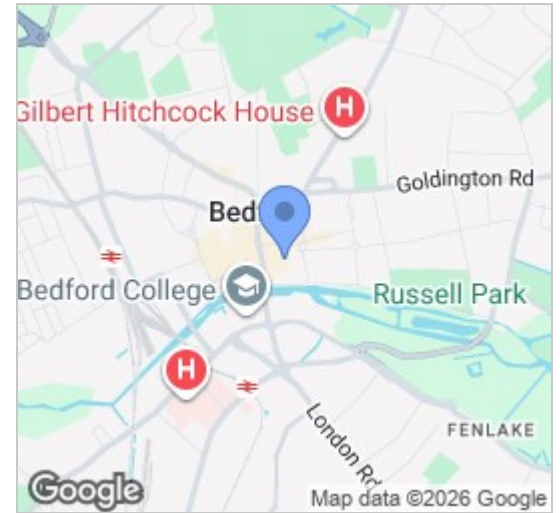 Gilbert Hitchcock House
H
Goldington Rd
Bed
Bedford College
Russell Park
H
London Rd
FENLAKE
Google
Map data ©2026 Google